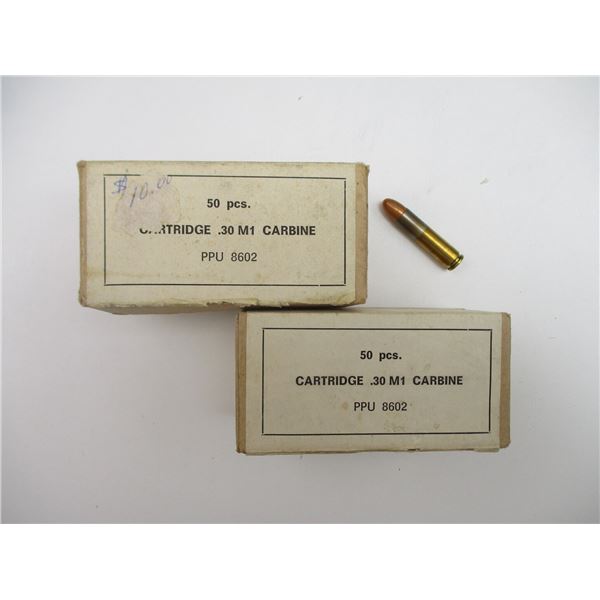 $10.00
50 pcs.
CARTRIDGE .30 M1 CARBINE
PPU 8602
50 pcs.
CARTRIDGE .30 M1 CARBINE
PPU 8602